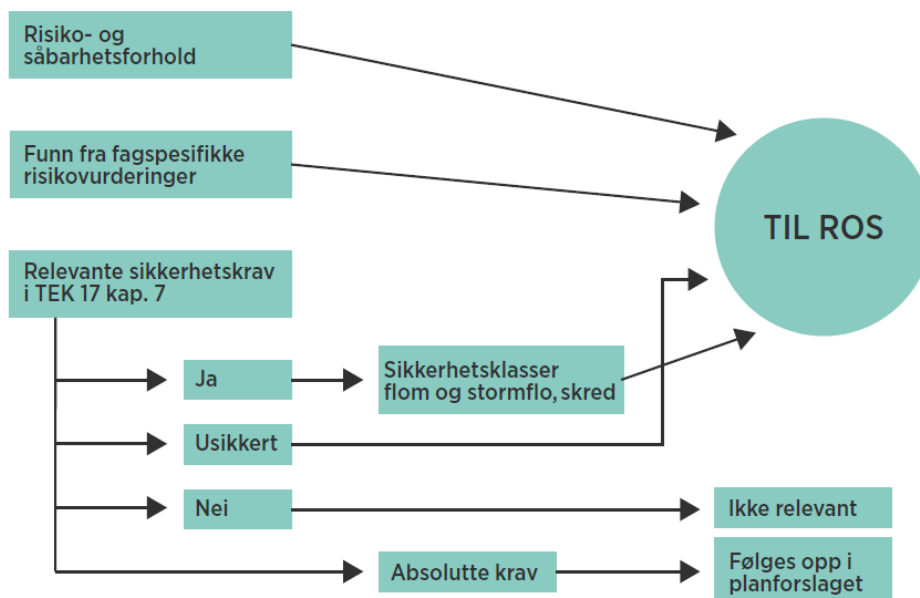 Risiko- og
såbarhetsforhold
Funn fra fagspesifikke
risikovurderinger
TIL ROS
Relevante sikkerhetskrav
i TEK 17 kap. 7
Ja
Sikkerhetsklasser
flom og stormflo, skred
Usikkert
Nei
Ikke relevant
Absolutte krav
Følges opp i
planforslaget